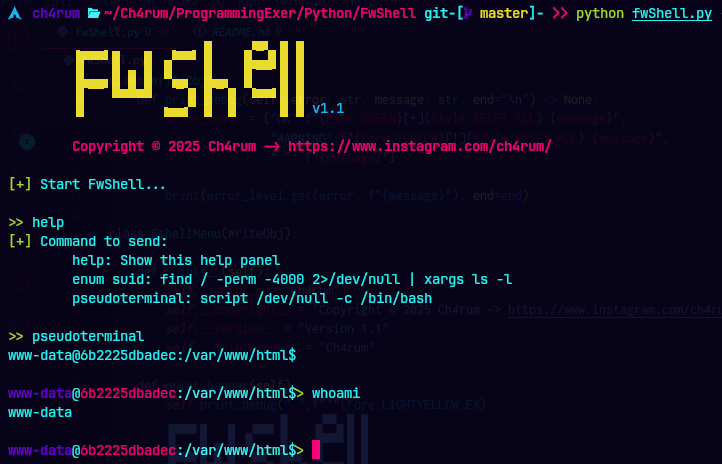 ch4rum ~/Ch4rum/ProgrammingExer/Python/FwShell git-[ master]- >> python fwShell.py
FwShell v1.1
Copyright © 2025 Ch4rum -> https://www.instagram.com/ch4rum/
[+] Start FwShell...
>> help
[+] Command to send:
help: Show this help panel
enum suid: find / -perm -4000 2>/dev/null | xargs ls -l
pseudoterminal: script /dev/null -c /bin/bash
>> pseudoterminal
www-data@6b2225dbadec:/var/www/html$
www-data@6b2225dbadec:/var/www/html$> whoami
www-data
www-data@6b2225dbadec:/var/www/html$>